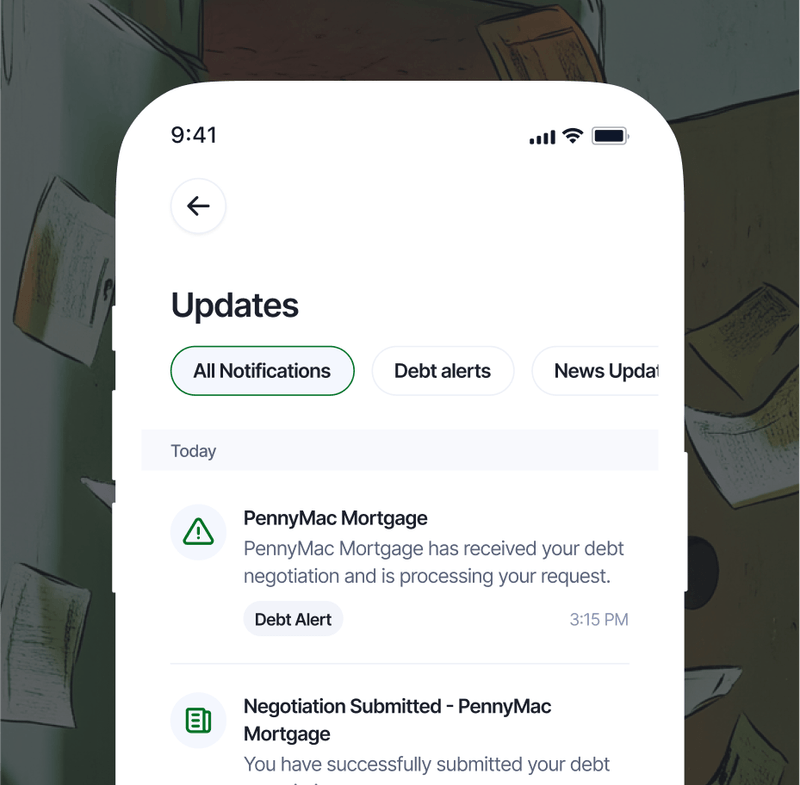 9:41
Updates
All Notifications
Debt alerts
News Updat
Today
PennyMac Mortgage
PennyMac Mortgage has received your debt
negotiation and is processing your request.
Debt Alert
3:15 PM
Negotiation Submitted - PennyMac
Mortgage
You have successfully submitted your debt